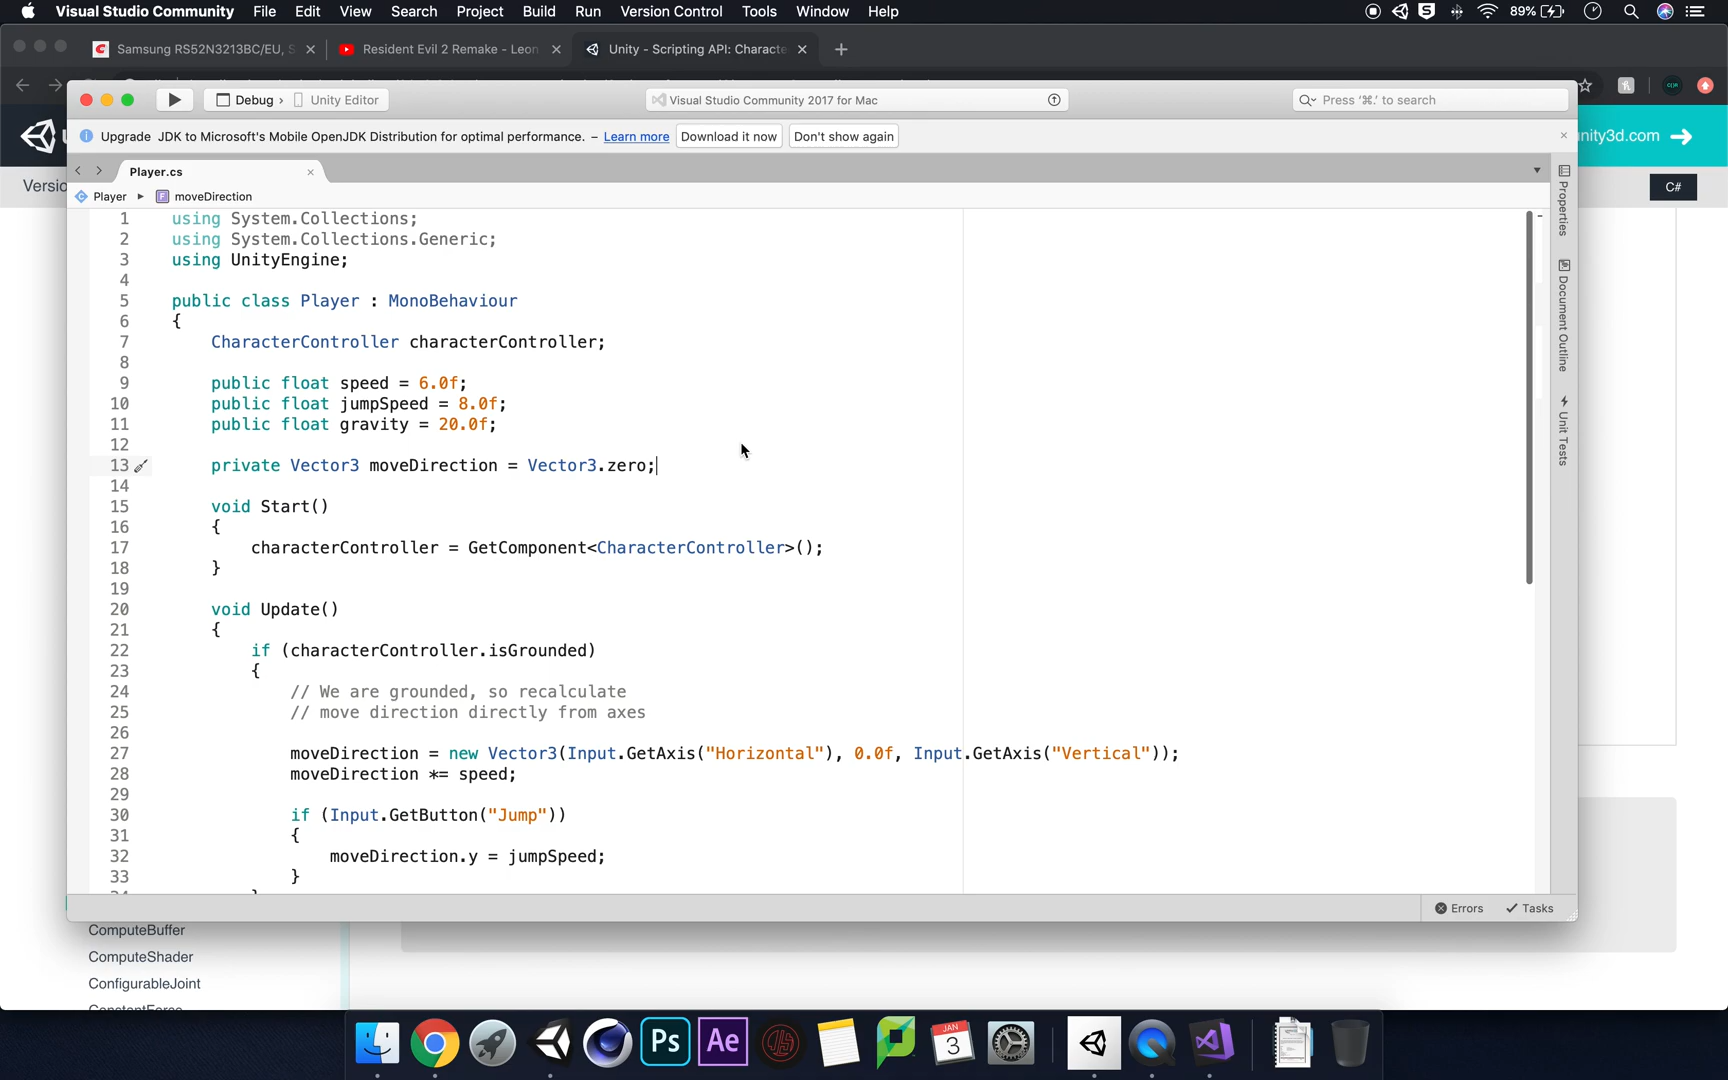 Visual Studio Community File Edit View Search Project Build Run Version Control Tools Window Help 89%
Samsung RS52N3213BC/EU, S
Resident Evil 2 Remake - Leon
Unity - Scripting API: Characte
Debug › Unity Editor
Visual Studio Community 2017 for Mac
Press '⌘.' to search
Upgrade JDK to Microsoft's Mobile OpenJDK Distribution for optimal performance. – Learn more Download it now Don't show again
nity3d.com
Player.cs
Versio
C#
Player ▸ moveDirection
1 using System.Collections;
2 using System.Collections.Generic;
3 using UnityEngine;
4
5 public class Player : MonoBehaviour
6 {
7 CharacterController characterController;
8
9 public float speed = 6.0f;
10 public float jumpSpeed = 8.0f;
11 public float gravity = 20.0f;
12
13 private Vector3 moveDirection = Vector3.zero;
14
15 void Start()
16 {
17 characterController = GetComponent<CharacterController>();
18 }
19
20 void Update()
21 {
22 if (characterController.isGrounded)
23 {
24 // We are grounded, so recalculate
25 // move direction directly from axes
26
27 moveDirection = new Vector3(Input.GetAxis("Horizontal"), 0.0f, Input.GetAxis("Vertical"));
28 moveDirection *= speed;
29
30 if (Input.GetButton("Jump"))
31 {
32 moveDirection.y = jumpSpeed;
33 }
Properties
Document Outline
Unit Tests
Errors Tasks
ComputeBuffer
ComputeShader
ConfigurableJoint
ConstantForce
Ps
Ae
JAN
3